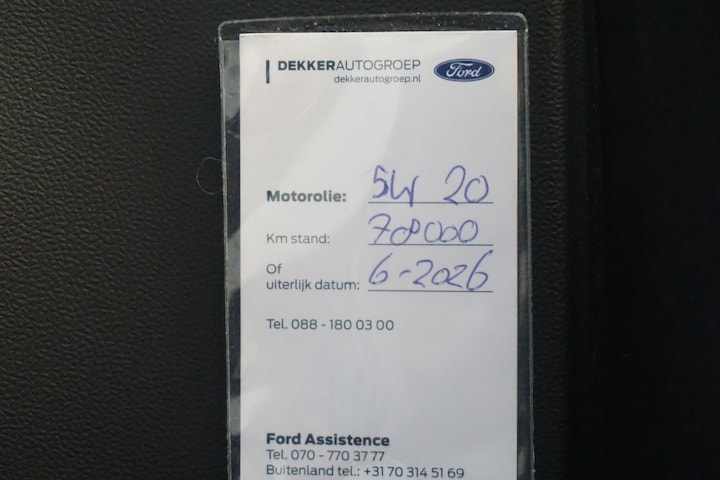 DEKKERAUTOGROEP
dekkerautogroep.nl
Ford
Motorolie: 5W 20
Km stand: 78000
Of
uiterlijk datum: 6-2026
Tel. 088 - 180 03 00
Ford Assistence
Tel. 070 - 770 37 77
Buitenland tel.: +31 70 314 51 69